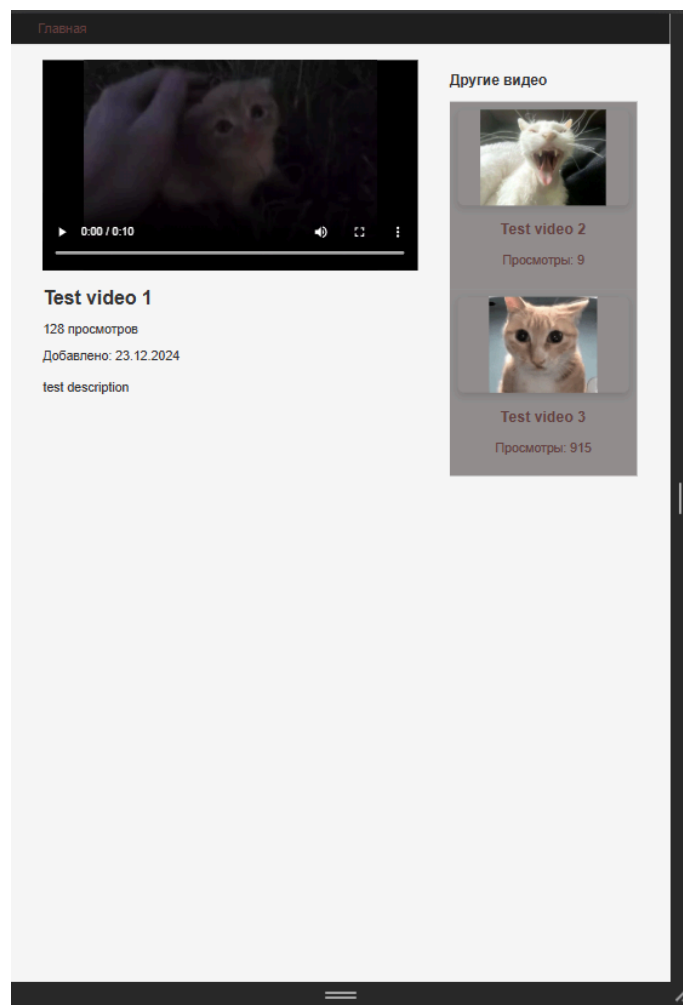 Главная
0:00 / 0:10
Test video 1
128 просмотров
Добавлено: 23.12.2024
test description
Другие видео
Test video 2
Просмотры: 9
Test video 3
Просмотры: 915